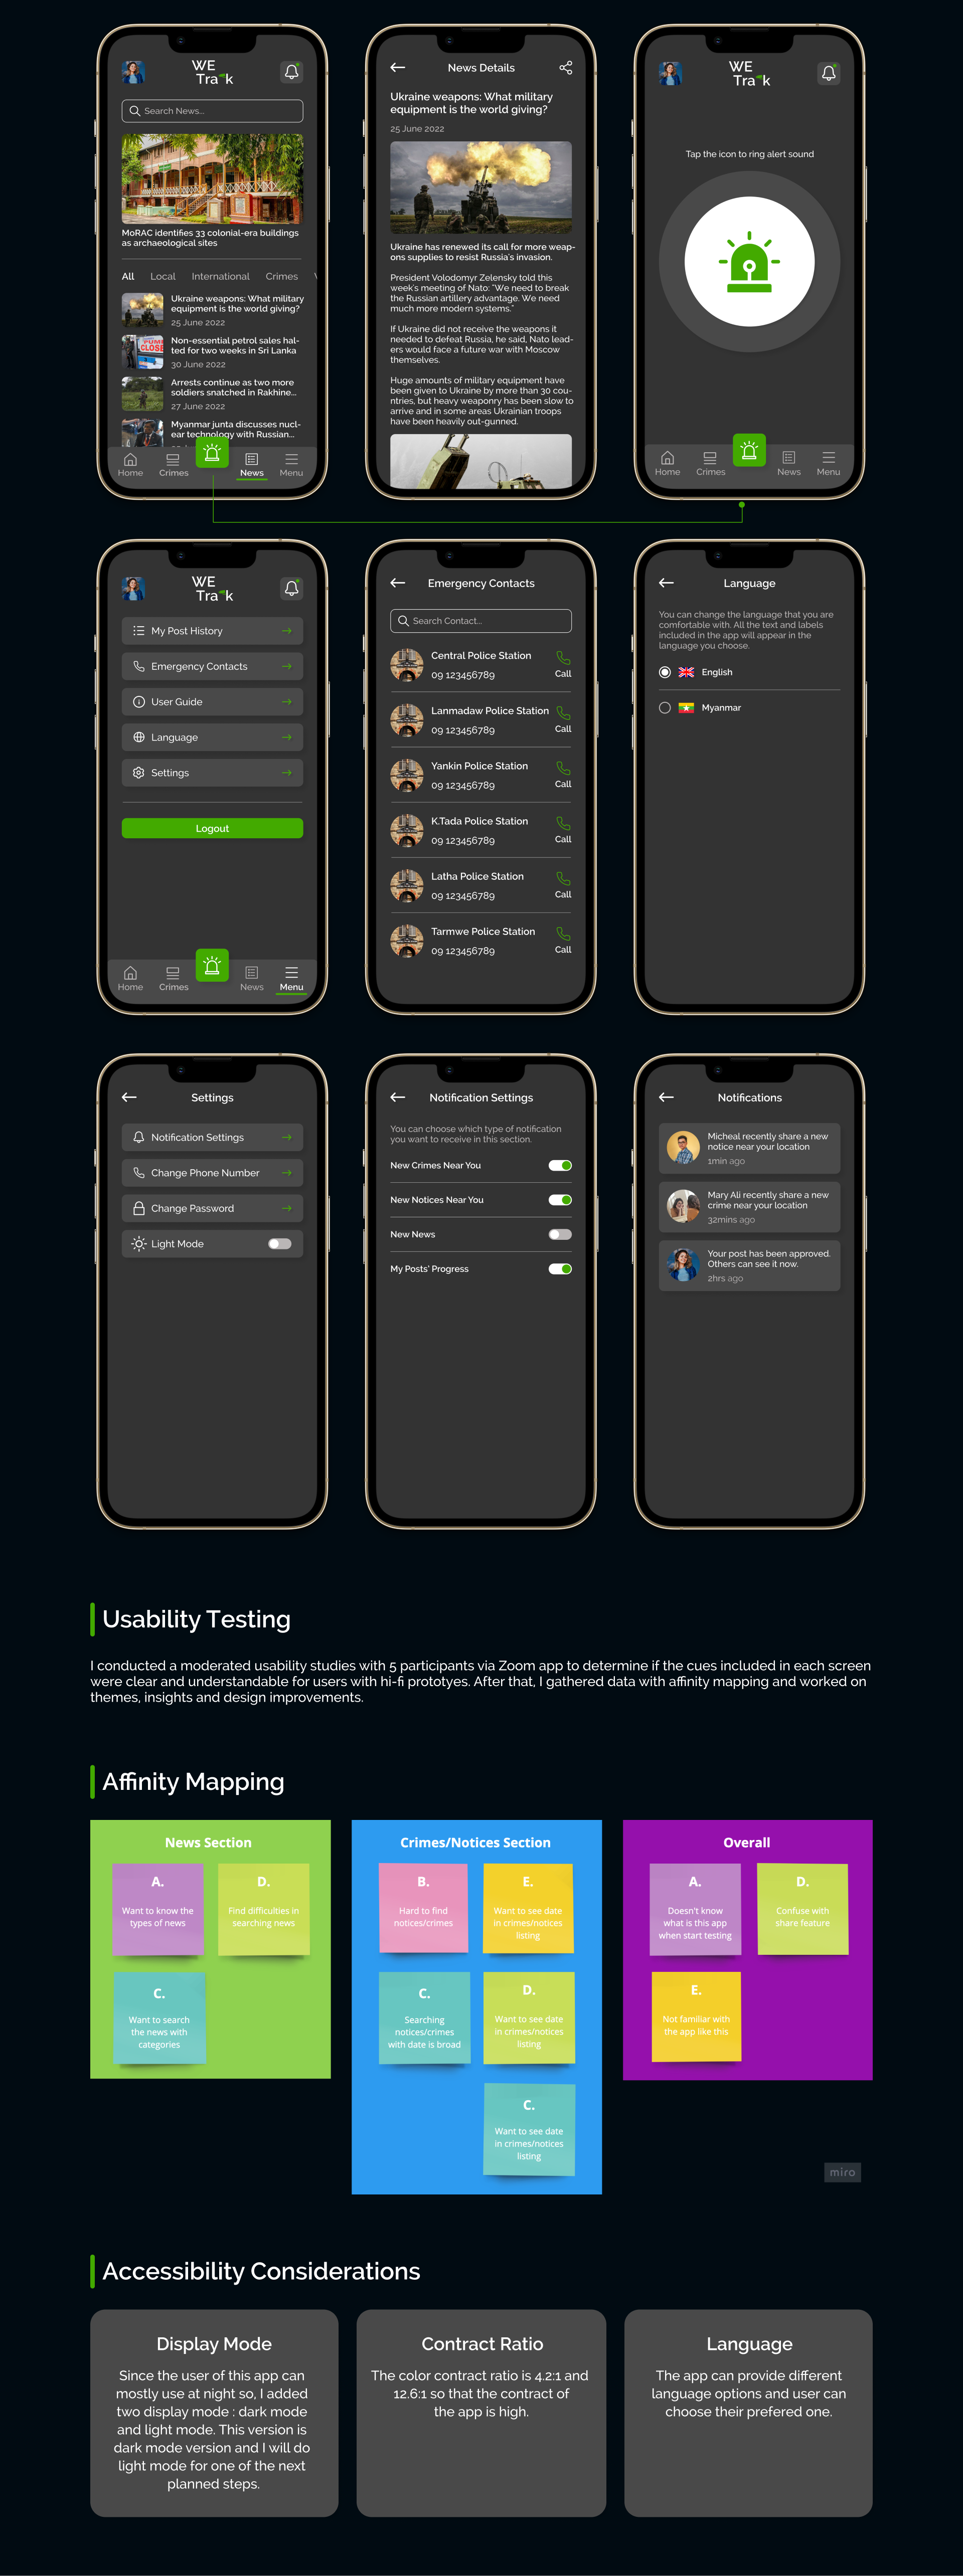 WE
Tra k
Search News...
MoRAC identifies 33 colonial-era buildings
as archaeological sites
All Local International Crimes
Ukraine weapons: What military
equipment is the world giving?
25 June 2022
Non-essential petrol sales hal-
ted for two weeks in Sri Lanka
30 June 2022
Arrests continue as two more
soldiers snatched in Rakhine...
27 June 2022
Myanmar junta discusses nucl-
ear technology with Russian...
Home Crimes News Menu
News Details
Ukraine weapons: What military
equipment is the world giving?
25 June 2022
Ukraine has renewed its call for more weap-
ons supplies to resist Russia's invasion.
President Volodomyr Zelensky told this
week's meeting of Nato: "We need to break
the Russian artillery advantage. We need
much more modern systems."
If Ukraine did not receive the weapons it
needed to defeat Russia, he said, Nato lead-
ers would face a future war with Moscow
themselves.
Huge amounts of military equipment have
been given to Ukraine by more than 30 cou-
ntries, but heavy weaponry has been slow to
arrive and in some areas Ukrainian troops
have been heavily out-gunned.
WE
Tra k
Tap the icon to ring alert sound
Home Crimes News Menu
WE
Tra k
My Post History
Emergency Contacts
User Guide
Language
Settings
Logout
Home Crimes News Menu
Emergency Contacts
Search Contact...
Central Police Station
09 123456789 Call
Lanmadaw Police Station
09 123456789 Call
Yankin Police Station
09 123456789 Call
K.Tada Police Station
09 123456789 Call
Latha Police Station
09 123456789 Call
Tarmwe Police Station
09 123456789 Call
Language
You can change the language that you are
comfortable with. All the text and labels
included in the app will appear in the
language you choose.
English
Myanmar
Settings
Notification Settings
Change Phone Number
Change Password
Light Mode
Notification Settings
You can choose which type of notification
you want to receive in this section.
New Crimes Near You
New Notices Near You
New News
My Posts' Progress
Notifications
Micheal recently share a new
notice near your location
1min ago
Mary Ali recently share a new
crime near your location
32mins ago
Your post has been approved.
Others can see it now.
2hrs ago
Usability Testing
I conducted a moderated usability studies with 5 participants via Zoom app to determine if the cues included in each screen
were clear and understandable for users with hi-fi prototyes. After that, I gathered data with affinity mapping and worked on
themes, insights and design improvements.
Affinity Mapping
News Section
A.
Want to know the
types of news
D.
Find difficulties in
searching news
C.
Want to search
the news with
categories
Crimes/Notices Section
B.
Hard to find
notices/crimes
E.
Want to see date
in crimes/notices
listing
C.
Searching
notices/crimes
with date is broad
D.
Want to see date
in crimes/notices
listing
C.
Want to see date
in crimes/notices
listing
Overall
A.
Doesn't know
what is this app
when start testing
D.
Confuse with
share feature
E.
Not familiar with
the app like this
miro
Accessibility Considerations
Display Mode
Since the user of this app can
mostly use at night so, I added
two display mode : dark mode
and light mode. This version is
dark mode version and I will do
light mode for one of the next
planned steps.
Contract Ratio
The color contract ratio is 4.2:1 and
12.6:1 so that the contract of
the app is high.
Language
The app can provide different
language options and user can
choose their prefered one.